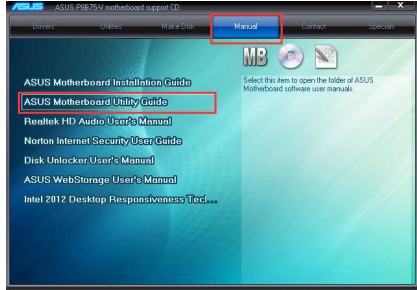 ASUS ASUS P8B75-V motherboard support CD
Drivers Utilities Make Disk Manual Contact Specials
MB
Select this item to open the folder of ASUS
Motherboard software user manuals.
ASUS Motherboard Installation Guide
ASUS Motherboard Utility Guide
Realtek HD Audio User's Manual
Norton Internet Security User Guide
Disk Unlocker User's Manual
ASUS WebStorage User's Manual
Intel 2012 Desktop Responsiveness Tecl...